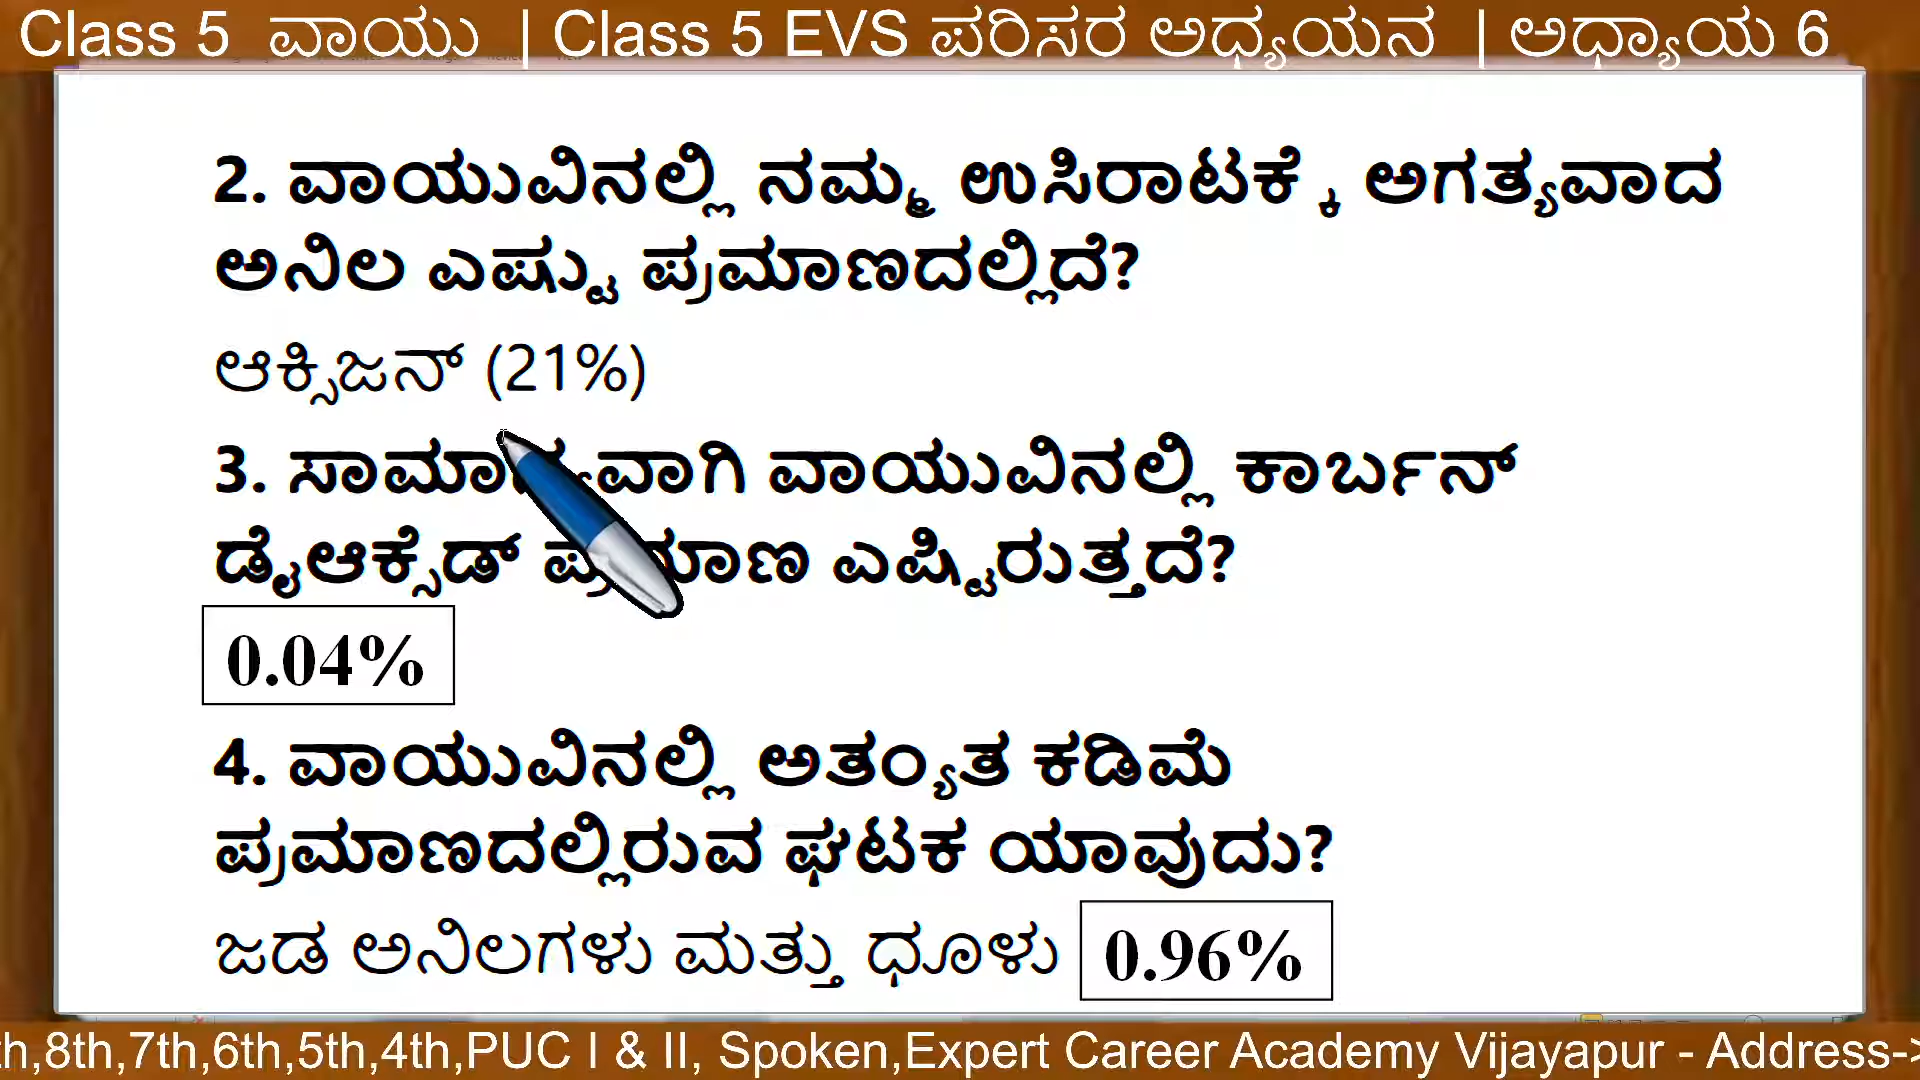 Class 5 ವಾಯು | Class 5 EVS ಪರಿಸರ ಅಧ್ಯಯನ | ಅಧ್ಯಾಯ 6
2. ವಾಯುವಿನಲ್ಲಿ ನಮ್ಮ ಉಸಿರಾಟಕ್ಕೆ ಅಗತ್ಯವಾದ
ಅನಿಲ ಎಷ್ಟು ಪ್ರಮಾಣದಲ್ಲಿದೆ?
ಆಕ್ಸಿಜನ್ (21%)
3. ಸಾಮಾನ್ಯವಾಗಿ ವಾಯುವಿನಲ್ಲಿ ಕಾರ್ಬನ್
ಡೈಆಕ್ಸೈಡ್ ಪ್ರಮಾಣ ಎಷ್ಟಿರುತ್ತದೆ?
0.04%
4. ವಾಯುವಿನಲ್ಲಿ ಅತ್ಯಂತ ಕಡಿಮೆ
ಪ್ರಮಾಣದಲ್ಲಿರುವ ಘಟಕ ಯಾವುದು?
ಜಡ ಅನಿಲಗಳು ಮತ್ತು ಧೂಳು 0.96%
th,8th,7th,6th,5th,4th,PUC I & II, Spoken,Expert Career Academy Vijayapur - Address->